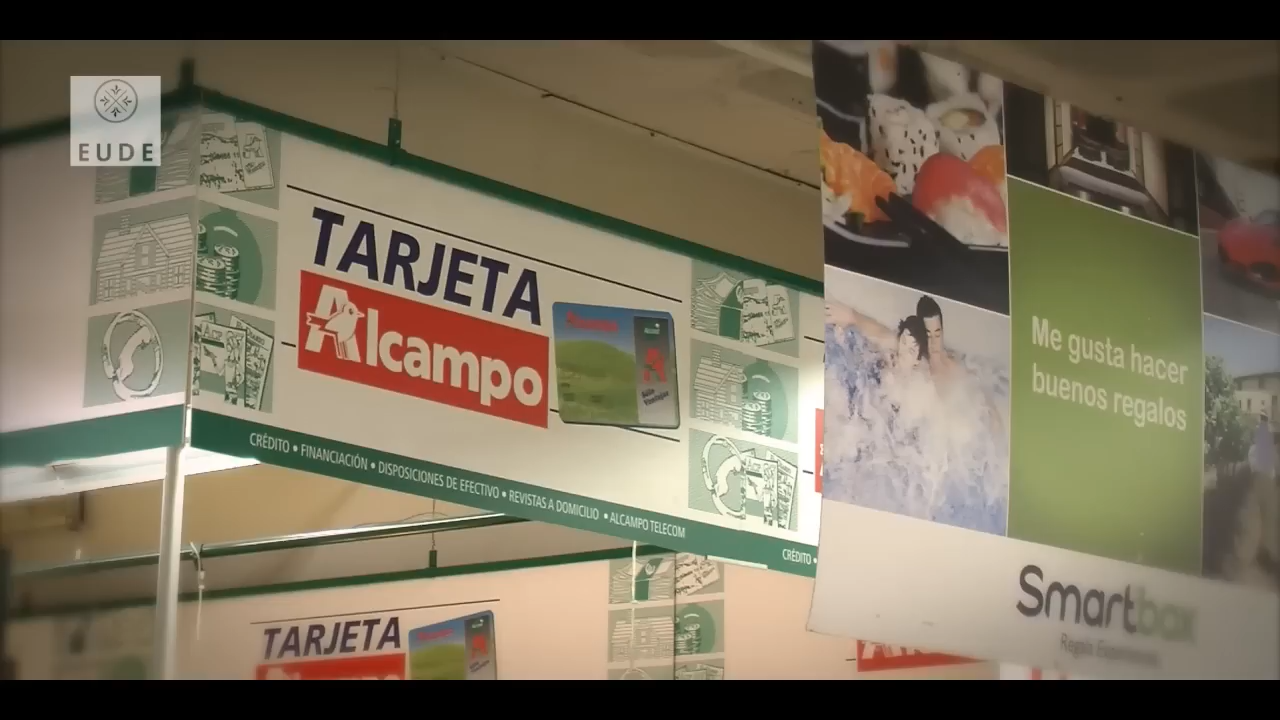 EUDE
TARJETA
Alcampo
CRÉDITO • FINANCIACIÓN • DISPOSICIONES DE EFECTIVO • REVISTAS A DOMICILIO • ALCAMPO TELECOM
CRÉDITO •
Me gusta hacer
buenos regalos
Smartbox
TARJETA
Alcampo